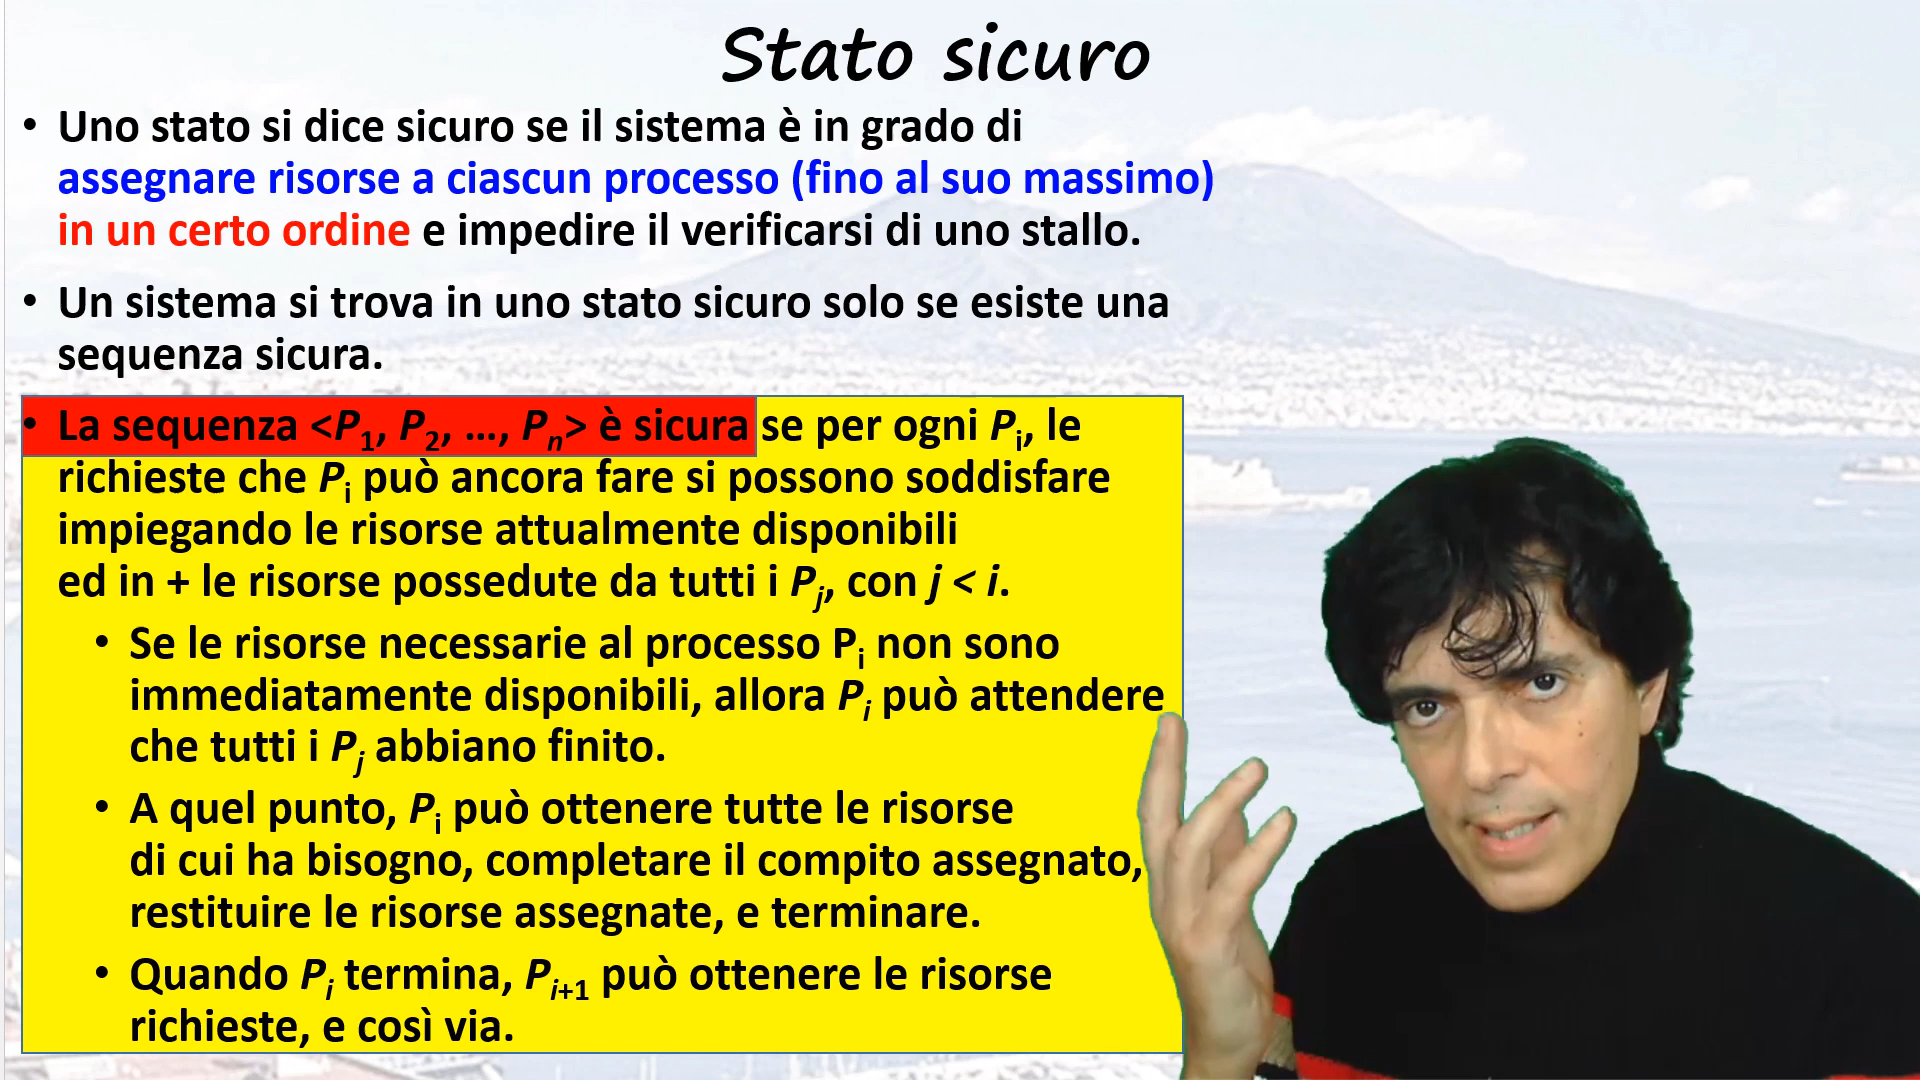 Stato sicuro
• Uno stato si dice sicuro se il sistema è in grado di
assegnare risorse a ciascun processo (fino al suo massimo)
in un certo ordine e impedire il verificarsi di uno stallo.
• Un sistema si trova in uno stato sicuro solo se esiste una
sequenza sicura.
• La sequenza <P1, P2, …, Pn> è sicura se per ogni Pi, le
richieste che Pi può ancora fare si possono soddisfare
impiegando le risorse attualmente disponibili
ed in + le risorse possedute da tutti i Pj, con j < i.
• Se le risorse necessarie al processo Pi non sono
immediatamente disponibili, allora Pi può attendere
che tutti i Pj abbiano finito.
• A quel punto, Pi può ottenere tutte le risorse
di cui ha bisogno, completare il compito assegnato,
restituire le risorse assegnate, e terminare.
• Quando Pi termina, Pi+1 può ottenere le risorse
richieste, e così via.